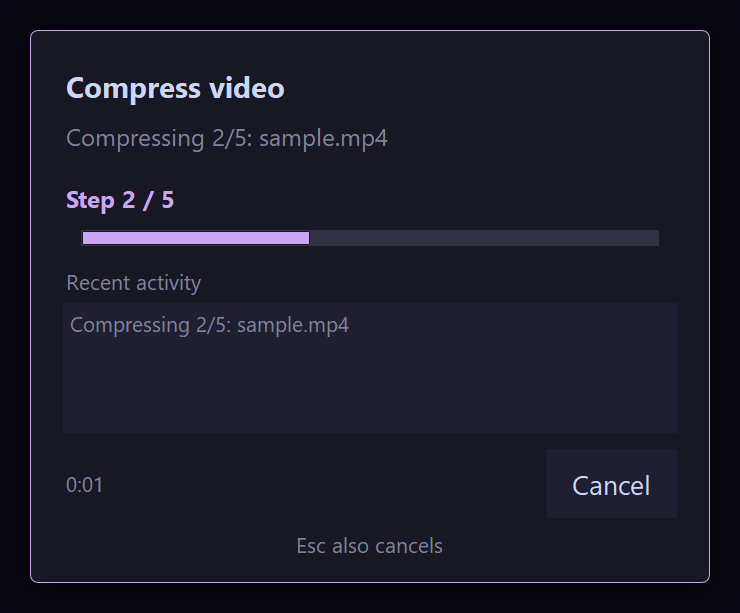 Compress video
Compressing 2/5: sample.mp4
Step 2 / 5
Recent activity
Compressing 2/5: sample.mp4
0:01
Cancel
Esc also cancels